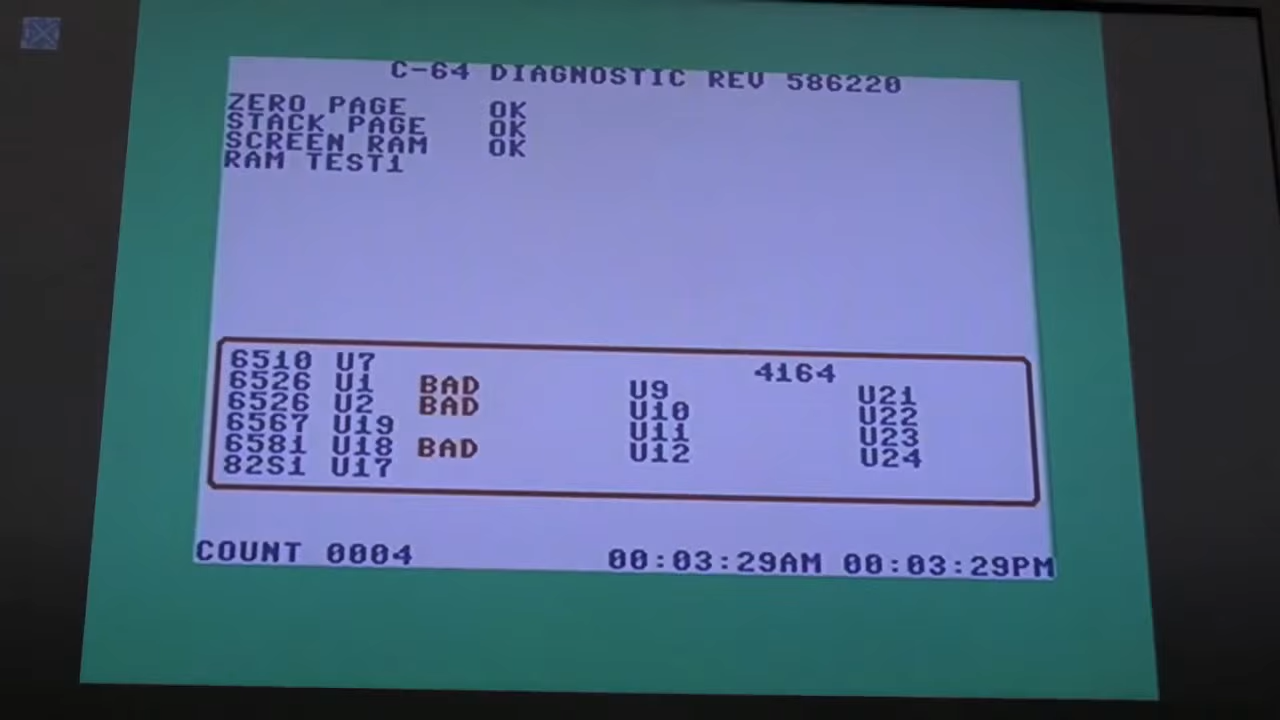 C-64 DIAGNOSTIC REV 586220
ZERO PAGE OK
STACK PAGE OK
SCREEN RAM OK
RAM TEST1
4164
6510 U7
6526 U1 BAD U9 U21
6526 U2 BAD U10 U22
6567 U19 U11 U23
6581 U18 BAD U12 U24
82S1 U17
COUNT 0004 00:03:29AM 00:03:29PM